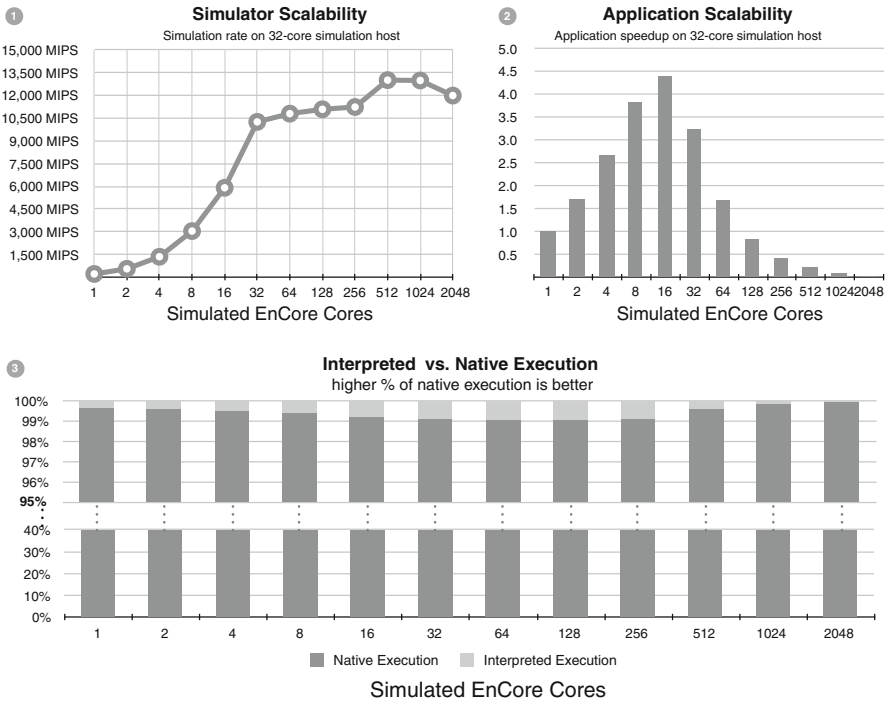 1
Simulator Scalability
Simulation rate on 32-core simulation host
15,000 MIPS
13,500 MIPS
12,000 MIPS
10,500 MIPS
9,000 MIPS
7,500 MIPS
6,000 MIPS
4,500 MIPS
3,000 MIPS
1,500 MIPS
1 2 4 8 16 32 64 128 256 512 1024 2048
Simulated EnCore Cores
2
Application Scalability
Application speedup on 32-core simulation host
5.0
4.5
4.0
3.5
3.0
2.5
2.0
1.5
1.0
0.5
1 2 4 8 16 32 64 128 256 512 1024 2048
Simulated EnCore Cores
3
Interpreted vs. Native Execution
higher % of native execution is better
100%
99%
98%
97%
96%
95%
40%
30%
20%
10%
0%
1 2 4 8 16 32 64 128 256 512 1024 2048
Native Execution Interpreted Execution
Simulated EnCore Cores